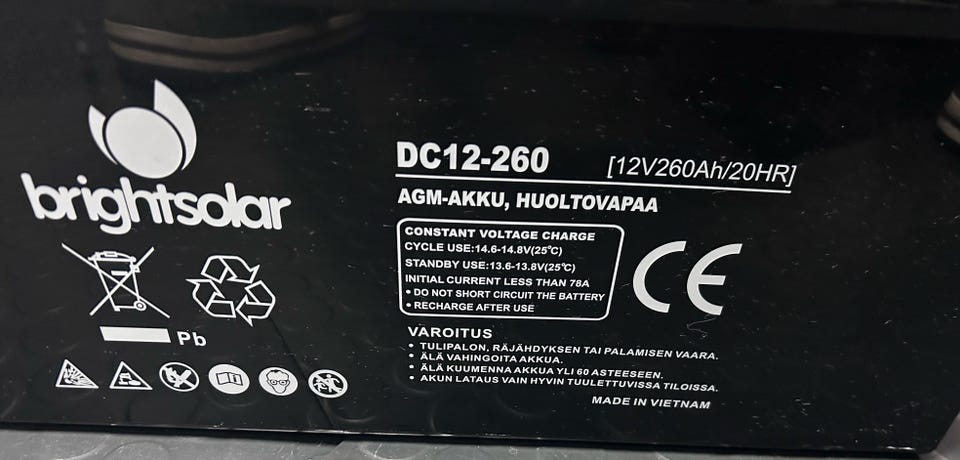 brightsolar
Pb
DC12-260 [12V260Ah/20HR]
AGM-AKKU, HUOLTOVAPAA
CONSTANT VOLTAGE CHARGE
CYCLE USE:14.6-14.8V(25℃)
STANDBY USE:13.6-13.8V(25℃)
INITIAL CURRENT LESS THAN 78A
• DO NOT SHORT CIRCUIT THE BATTERY
• RECHARGE AFTER USE
CE
VAROITUS
• TULIPALON, RÄJÄHDYKSEN TAI PALAMISEN VAARA.
• ÄLÄ VAHINGOITA AKKUA.
• ÄLÄ KUUMENNA AKKUA YLI 60 ASTEESEEN.
• AKUN LATAUS VAIN HYVIN TUULETTUVISSA TILOISSA.
MADE IN VIETNAM